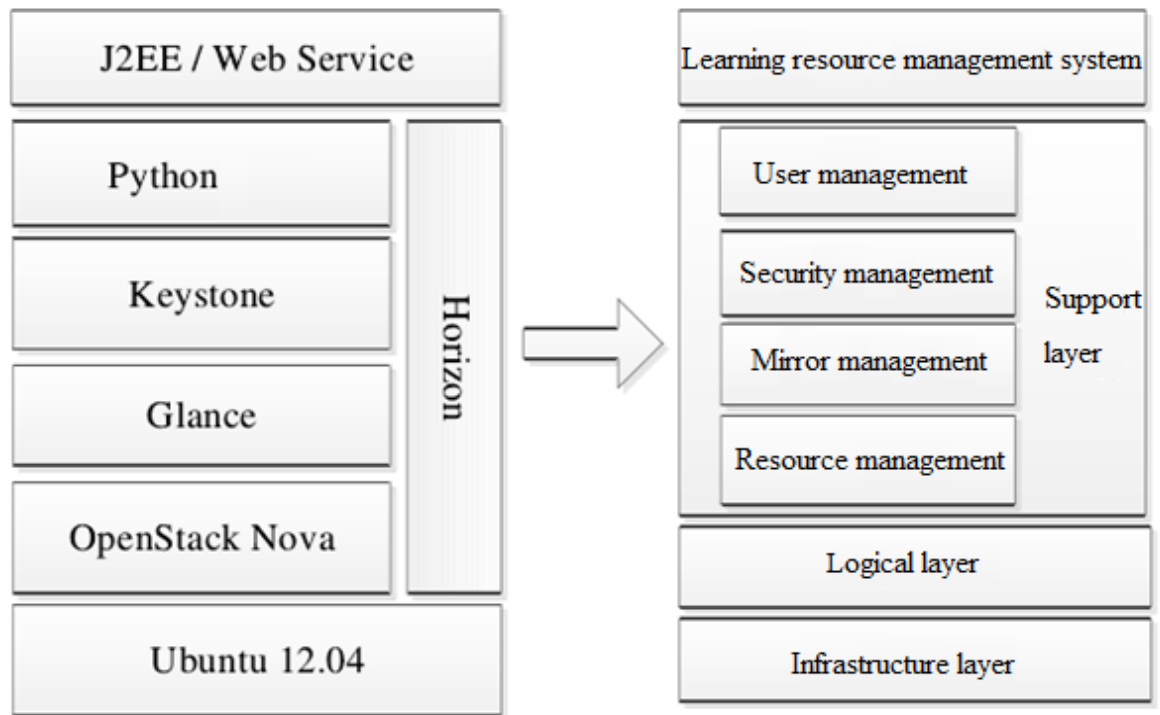 J2EE / Web Service
Python
Keystone
Glance
OpenStack Nova
Horizon
Ubuntu 12.04
Learning resource management system
User management
Security management
Mirror management
Resource management
Support
layer
Logical layer
Infrastructure layer